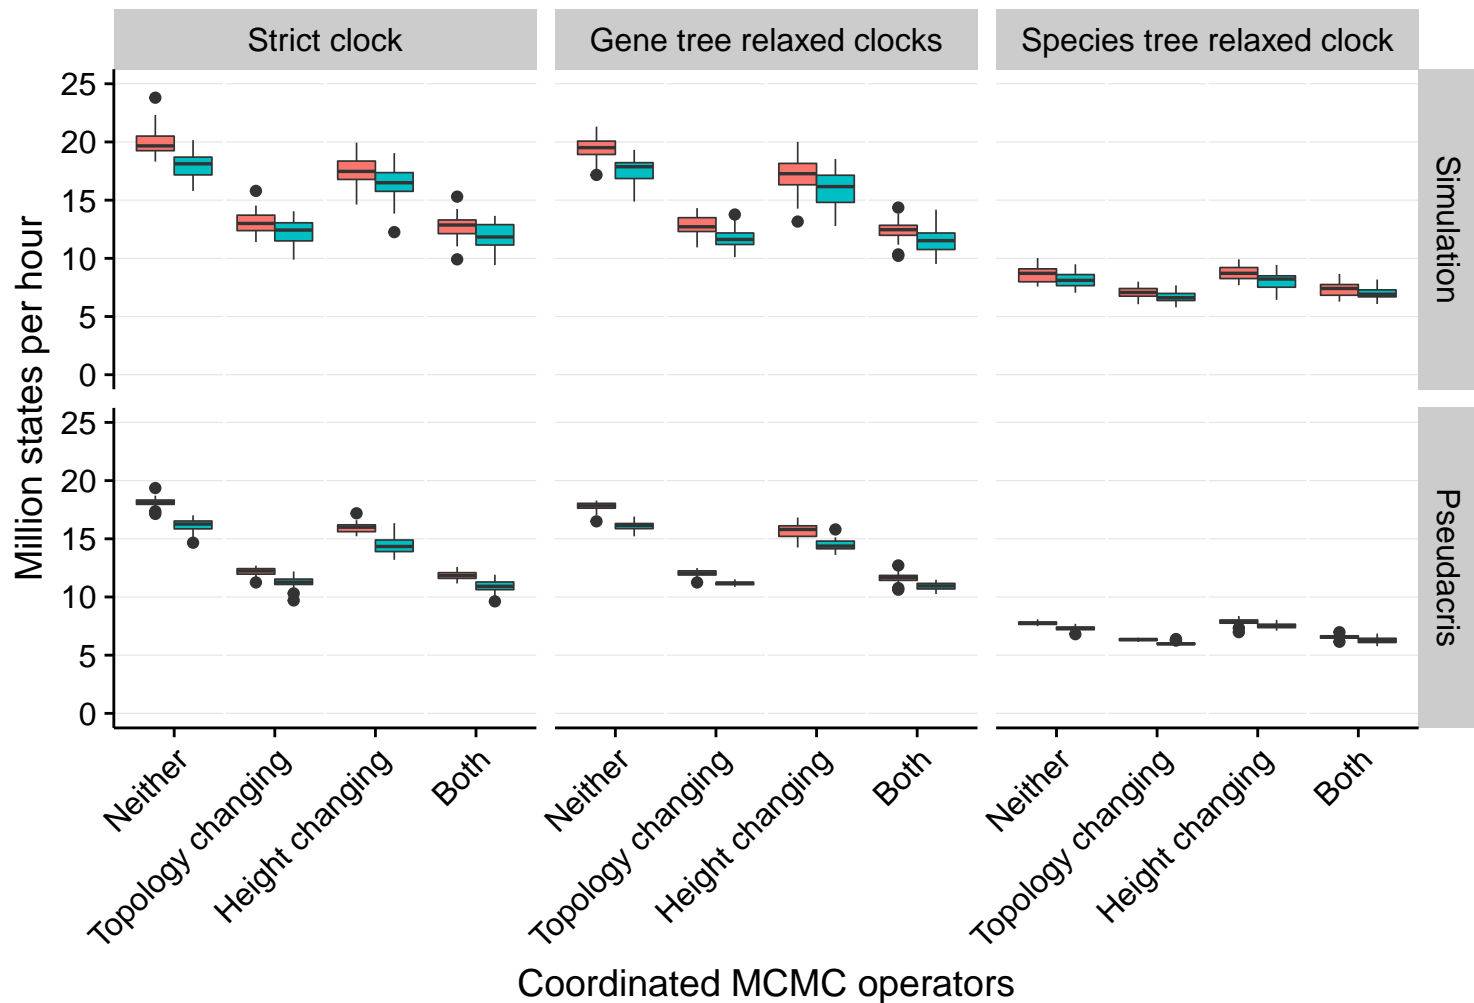 Strict clock
Gene tree relaxed clocks
Species tree relaxed clock
25
20
15
10
5
0
Simulation
25
20
15
10
5
0
Pseudacris
Million states per hour
Neither
Topology changing
Height changing
Both
Neither
Topology changing
Height changing
Both
Neither
Topology changing
Height changing
Both
Coordinated MCMC operators